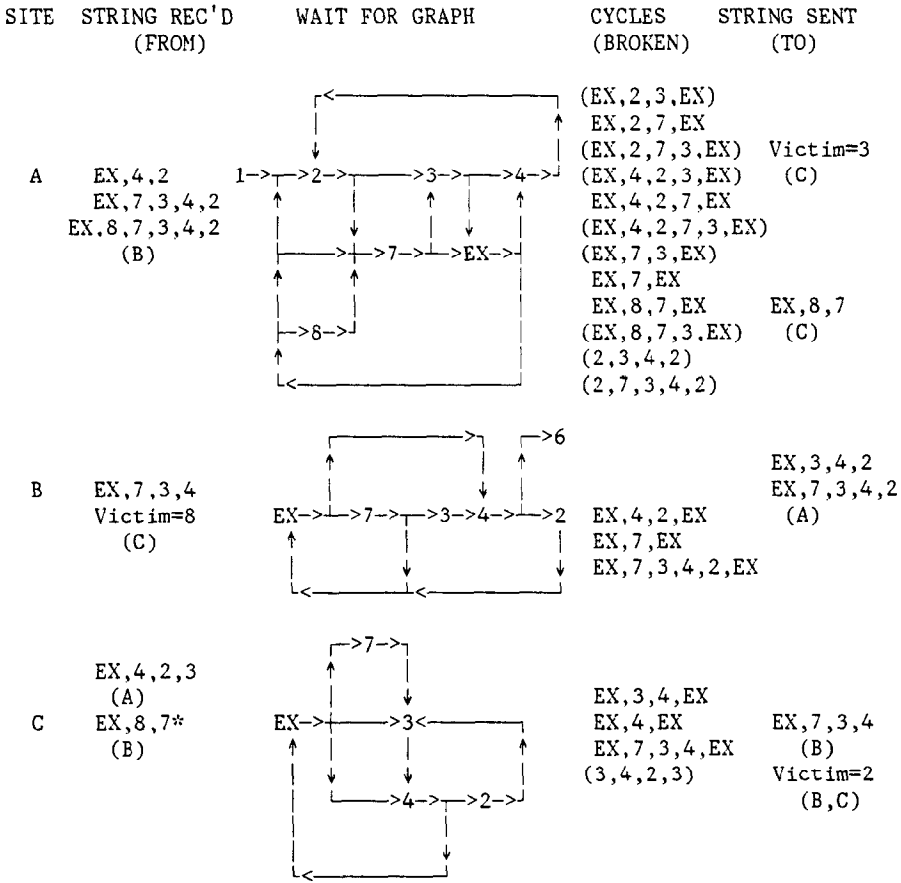 SITE STRING REC'D WAIT FOR GRAPH CYCLES STRING SENT
(FROM) (BROKEN) (TO)
(EX,2,3,EX)
EX,2,7,EX
(EX,2,7,3,EX) Victim=3
A EX,4,2 1->->2->->3->->4-> (EX,4,2,3,EX) (C)
EX,7,3,4,2 EX,4,2,7,EX
EX.8,7,3,4,2 (EX,4,2,7,3,EX)
(B) ->->7->->EX-> (EX,7,3,EX)
EX,7,EX
EX,8,7,EX EX,8,7
->8-> (EX,8,7,3.EX) (C)
(2,3,4,2)
(2,7,3,4,2)
->6
EX,3,4,2
B EX,7,3,4 EX,7,3,4,2
Victim=8 EX->->7->->3->4->->2 EX,4,2,EX (A)
(C) EX,7,EX
EX,7,3,4,2,EX
->7->
EX,4,2,3
(A) EX,3,4,EX
C EX,8,7* EX->->3< EX,4,EX EX,7,3,4
(B) EX,7,3,4,EX (B)
(3,4,2,3) Victim=2
->4->->2-> (B,C)